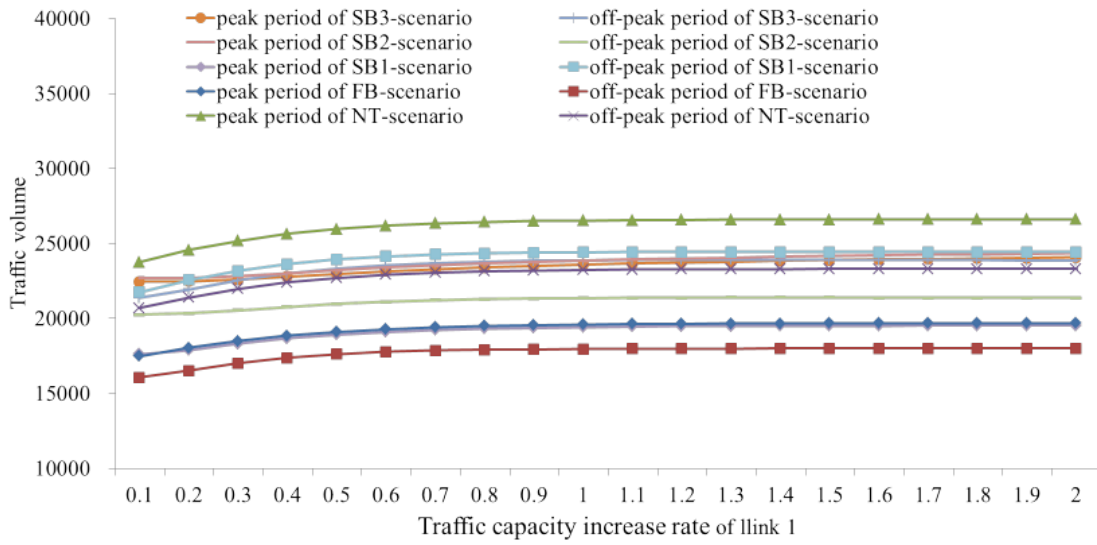 40000
35000
30000
25000
20000
15000
10000
Traffic volume
peak period of SB3-scenario
off-peak period of SB3-scenario
peak period of SB2-scenario
off-peak period of SB2-scenario
peak period of SB1-scenario
off-peak period of SB1-scenario
peak period of FB-scenario
off-peak period of FB-scenario
peak period of NT-scenario
off-peak period of NT-scenario
0.1 0.2 0.3 0.4 0.5 0.6 0.7 0.8 0.9 1 1.1 1.2 1.3 1.4 1.5 1.6 1.7 1.8 1.9 2
Traffic capacity increase rate of llink 1